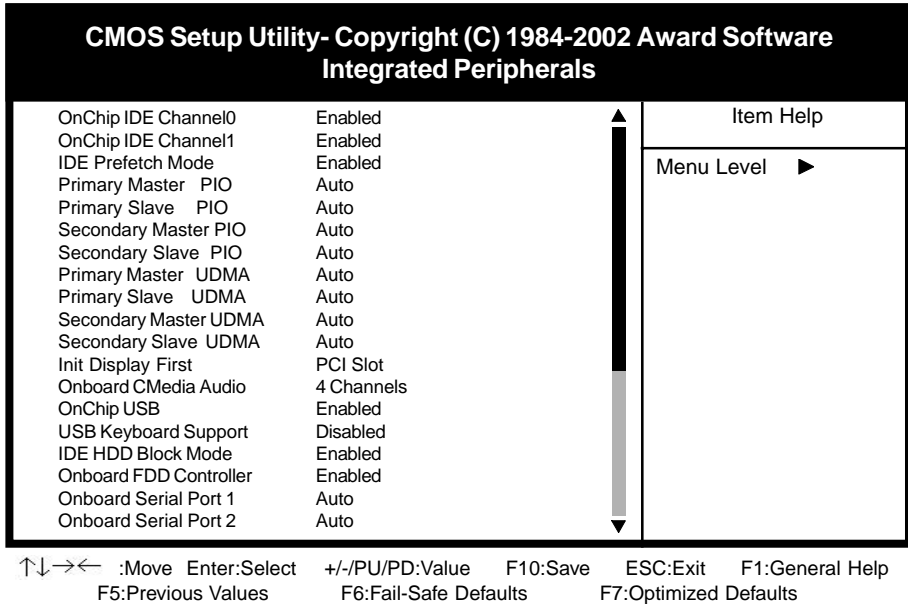 CMOS Setup Utility- Copyright (C) 1984-2002 Award Software
Integrated Peripherals
OnChip IDE Channel0 Enabled
OnChip IDE Channel1 Enabled
IDE Prefetch Mode Enabled
Primary Master PIO Auto
Primary Slave PIO Auto
Secondary Master PIO Auto
Secondary Slave PIO Auto
Primary Master UDMA Auto
Primary Slave UDMA Auto
Secondary Master UDMA Auto
Secondary Slave UDMA Auto
Init Display First PCI Slot
Onboard CMedia Audio 4 Channels
OnChip USB Enabled
USB Keyboard Support Disabled
IDE HDD Block Mode Enabled
Onboard FDD Controller Enabled
Onboard Serial Port 1 Auto
Onboard Serial Port 2 Auto
Item Help
Menu Level ▶
↑↓→← :Move Enter:Select +/-/PU/PD:Value F10:Save ESC:Exit F1:General Help
F5:Previous Values F6:Fail-Safe Defaults F7:Optimized Defaults